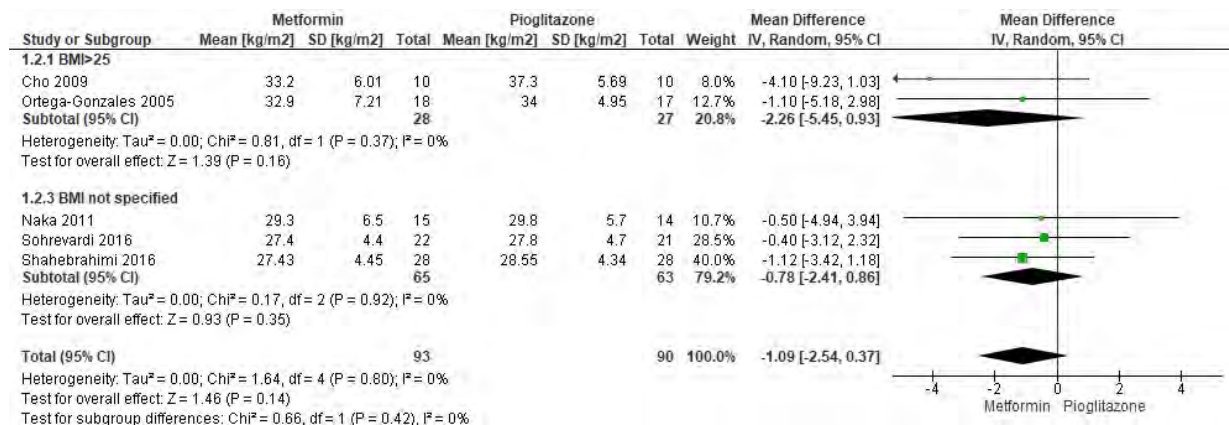 Metformin Pioglitazone Mean Difference Mean Difference
Study or Subgroup Mean [kg/m2] SD [kg/m2] Total Mean [kg/m2] SD [kg/m2] Total Weight IV, Random, 95% CI IV, Random, 95% CI
1.2.1 BMI>25
Cho 2009 33.2 6.01 10 37.3 5.69 10 8.0% -4.10 [-9.23, 1.03]
Ortega-Gonzales 2005 32.9 7.21 18 34 4.95 17 12.7% -1.10 [-5.18, 2.98]
Subtotal (95% CI) 28 27 20.8% -2.26 [-5.45, 0.93]
Heterogeneity: Tau² = 0.00; Chi² = 0.81, df = 1 (P = 0.37); I² = 0%
Test for overall effect: Z = 1.39 (P = 0.16)
1.2.3 BMI not specified
Naka 2011 29.3 6.5 15 29.8 5.7 14 10.7% -0.50 [-4.94, 3.94]
Sohrevardi 2016 27.4 4.4 22 27.8 4.7 21 28.5% -0.40 [-3.12, 2.32]
Shahebrahimi 2016 27.43 4.45 28 28.55 4.34 28 40.0% -1.12 [-3.42, 1.18]
Subtotal (95% CI) 65 63 79.2% -0.78 [-2.41, 0.86]
Heterogeneity: Tau² = 0.00; Chi² = 0.17, df = 2 (P = 0.92); I² = 0%
Test for overall effect: Z = 0.93 (P = 0.35)
Total (95% CI) 93 90 100.0% -1.09 [-2.54, 0.37]
Heterogeneity: Tau² = 0.00; Chi² = 1.64, df = 4 (P = 0.80); I² = 0%
Test for overall effect: Z = 1.46 (P = 0.14)
Test for subgroup differences: Chi² = 0.66, df = 1 (P = 0.42), I² = 0%
-4 -2 0 2 4
Metformin Pioglitazone